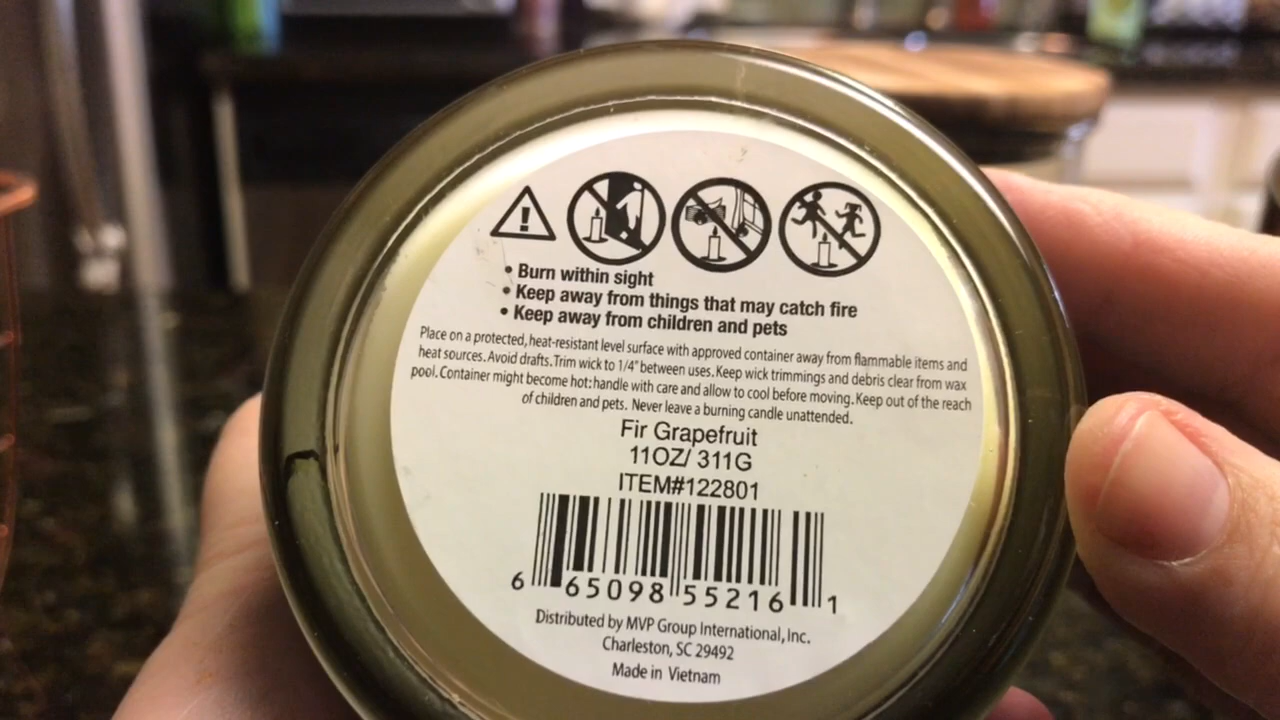 • Burn within sight
• Keep away from things that may catch fire
• Keep away from children and pets
Place on a protected, heat-resistant level surface with approved container away from flammable items and
heat sources. Avoid drafts. Trim wick to 1/4" between uses. Keep wick trimmings and debris clear from wax
pool. Container might become hot: handle with care and allow to cool before moving. Keep out of the reach
of children and pets. Never leave a burning candle unattended.
Fir Grapefruit
11OZ/ 311G
ITEM#122801
6 65098 55216 1
Distributed by MVP Group International, Inc.
Charleston, SC 29492
Made in Vietnam